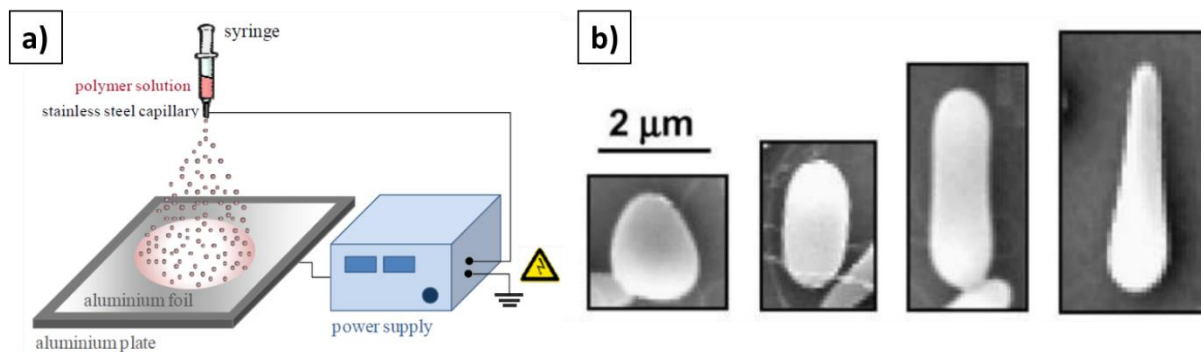 a)
syringe
polymer solution
stainless steel capillary
aluminium foil
aluminium plate
power supply
b)
2 μm